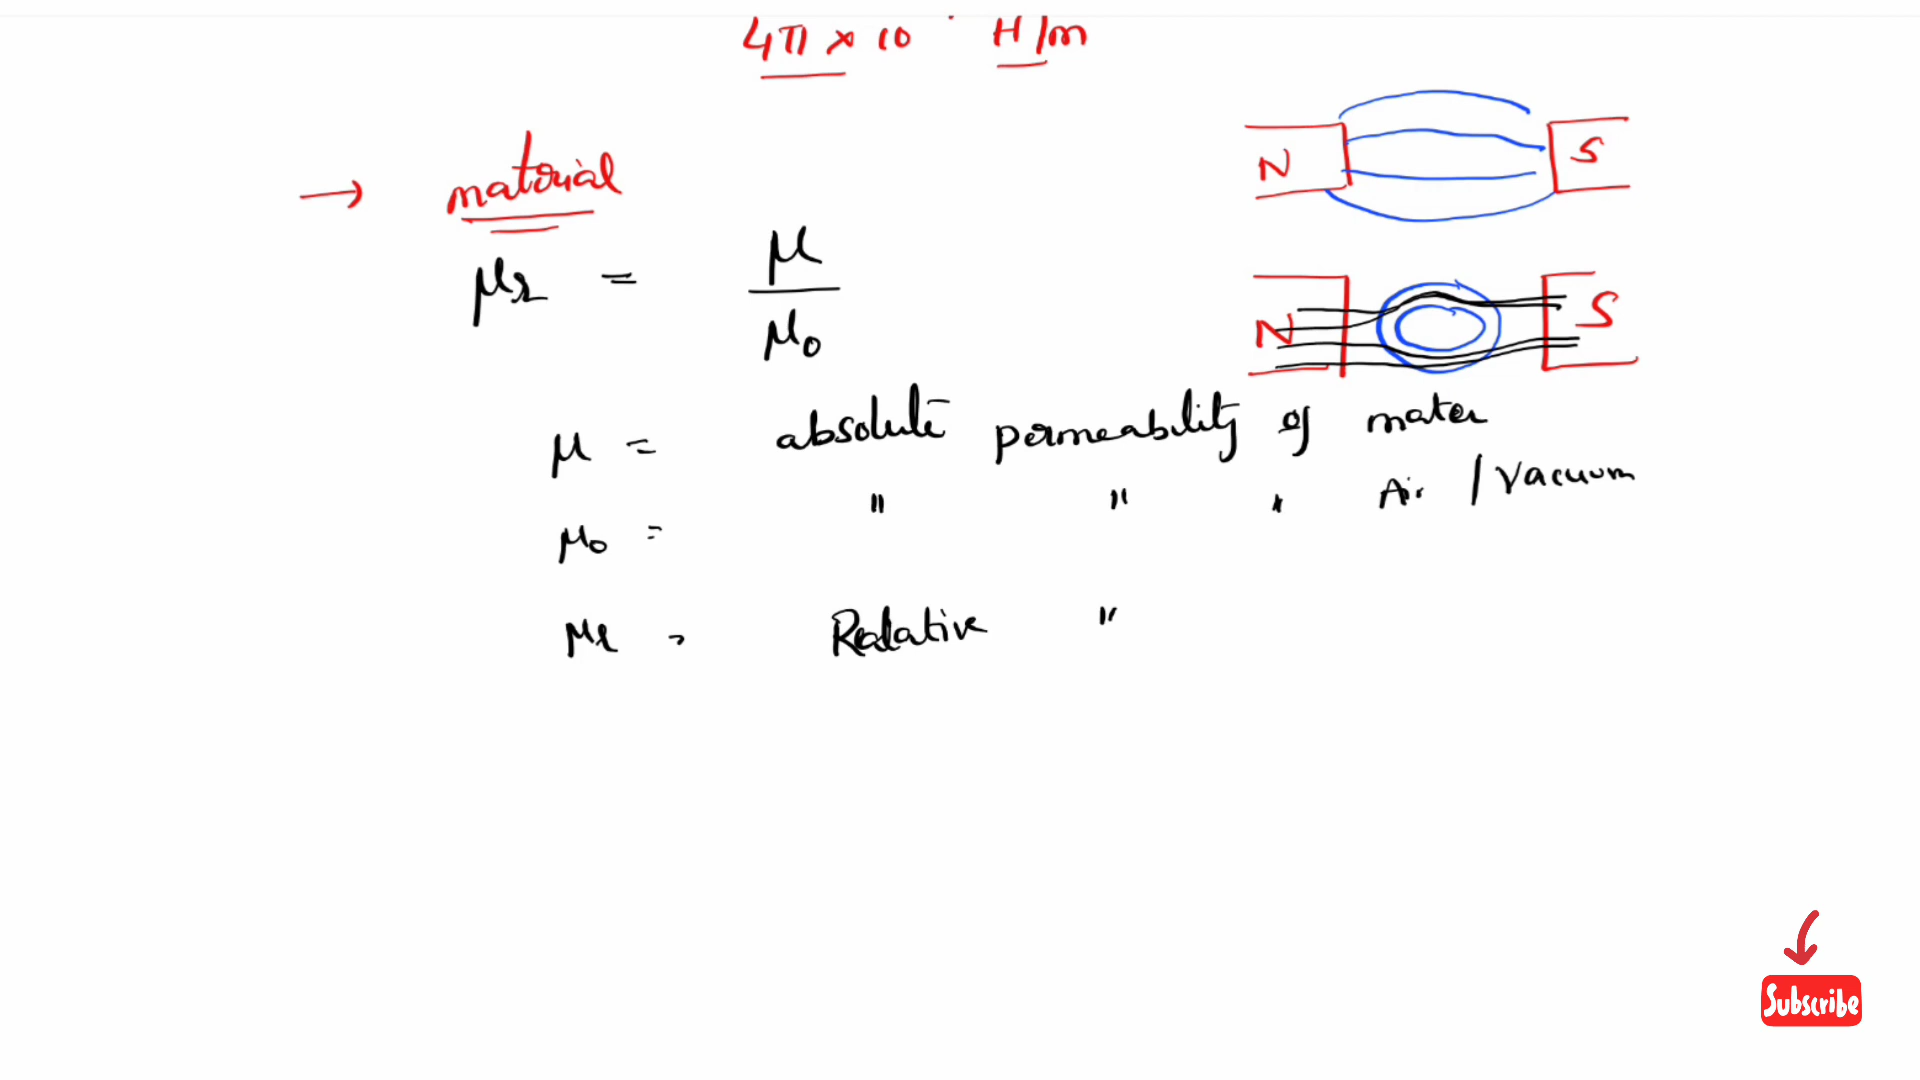 4π × 10 H/m
N S
→ material
μr = μ / μ0
N S
μ = absolute permeability of mater
μ0 = " " " Air / Vacuum
μr = Relative "
Subscribe